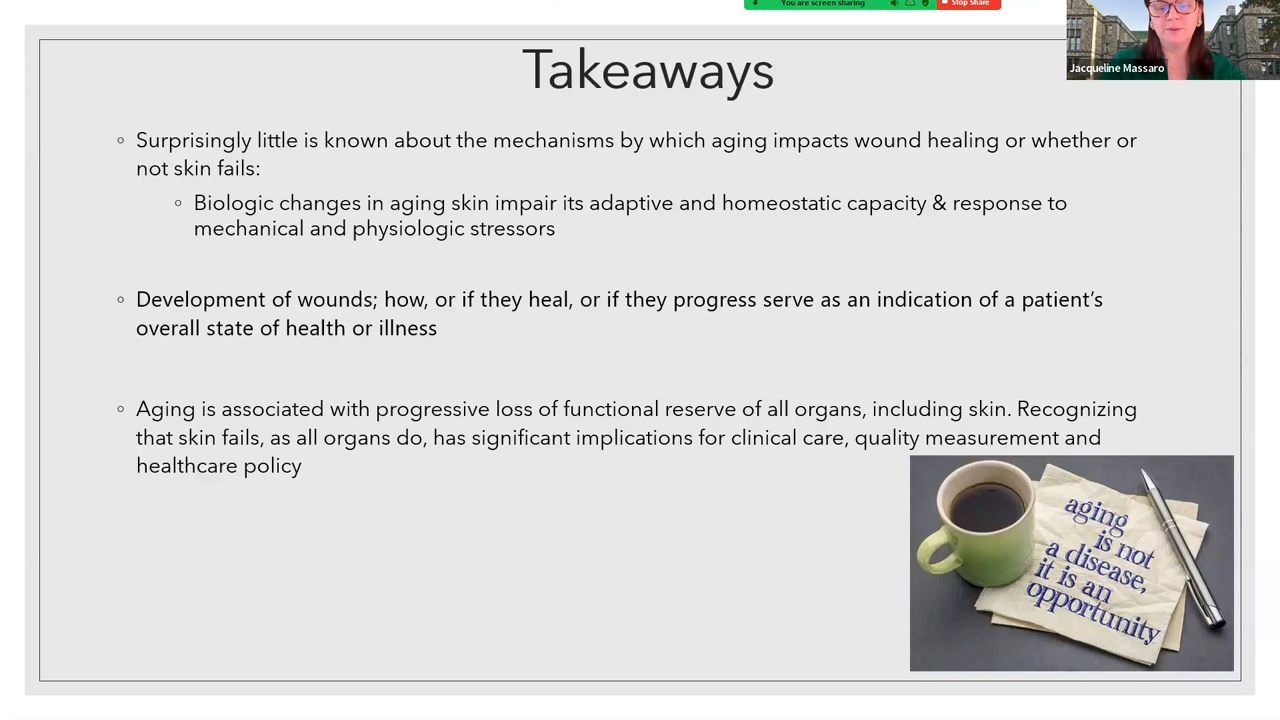 You are screen sharing
Stop Share
Jacqueline Massaro
Takeaways
Surprisingly little is known about the mechanisms by which aging impacts wound healing or whether or
not skin fails:
Biologic changes in aging skin impair its adaptive and homeostatic capacity & response to
mechanical and physiologic stressors
Development of wounds; how, or if they heal, or if they progress serve as an indication of a patient’s
overall state of health or illness
Aging is associated with progressive loss of functional reserve of all organs, including skin. Recognizing
that skin fails, as all organs do, has significant implications for clinical care, quality measurement and
healthcare policy
aging
is not
a disease,
it is an
opportunity